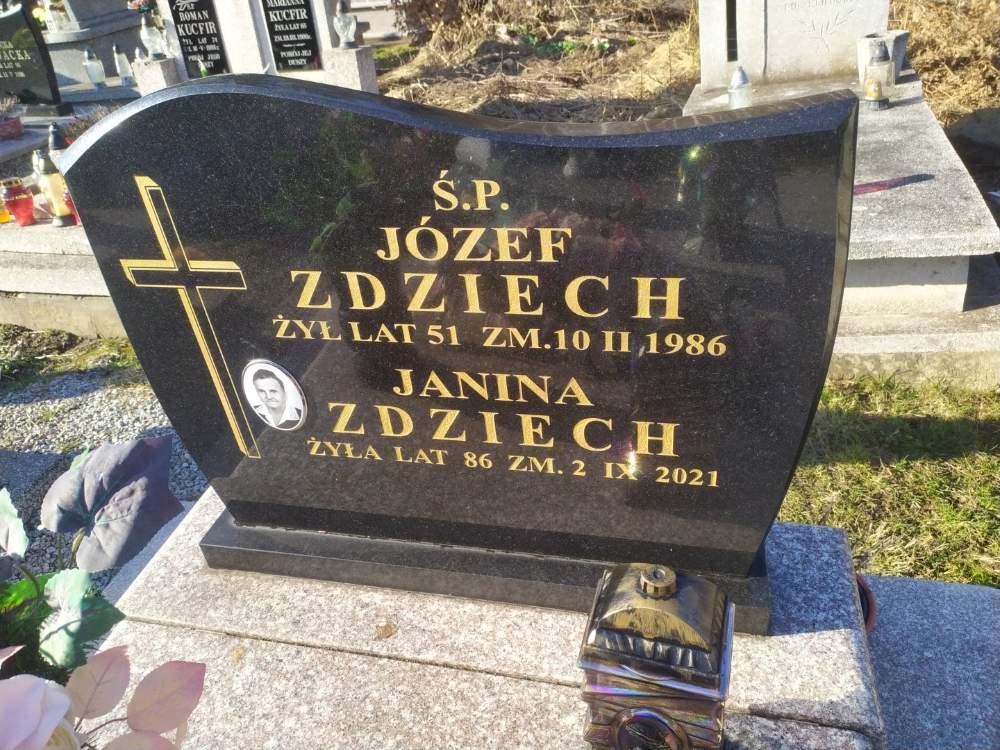 ROMAN
KUCFIR
MARIANNA
KUCFIR
Ś.P.
JÓZEF
ZDZIECH
ŻYŁ LAT 51 ZM. 10 II 1986
JANINA
ZDZIECH
ŻYŁA LAT 86 ZM. 2 IX 2021